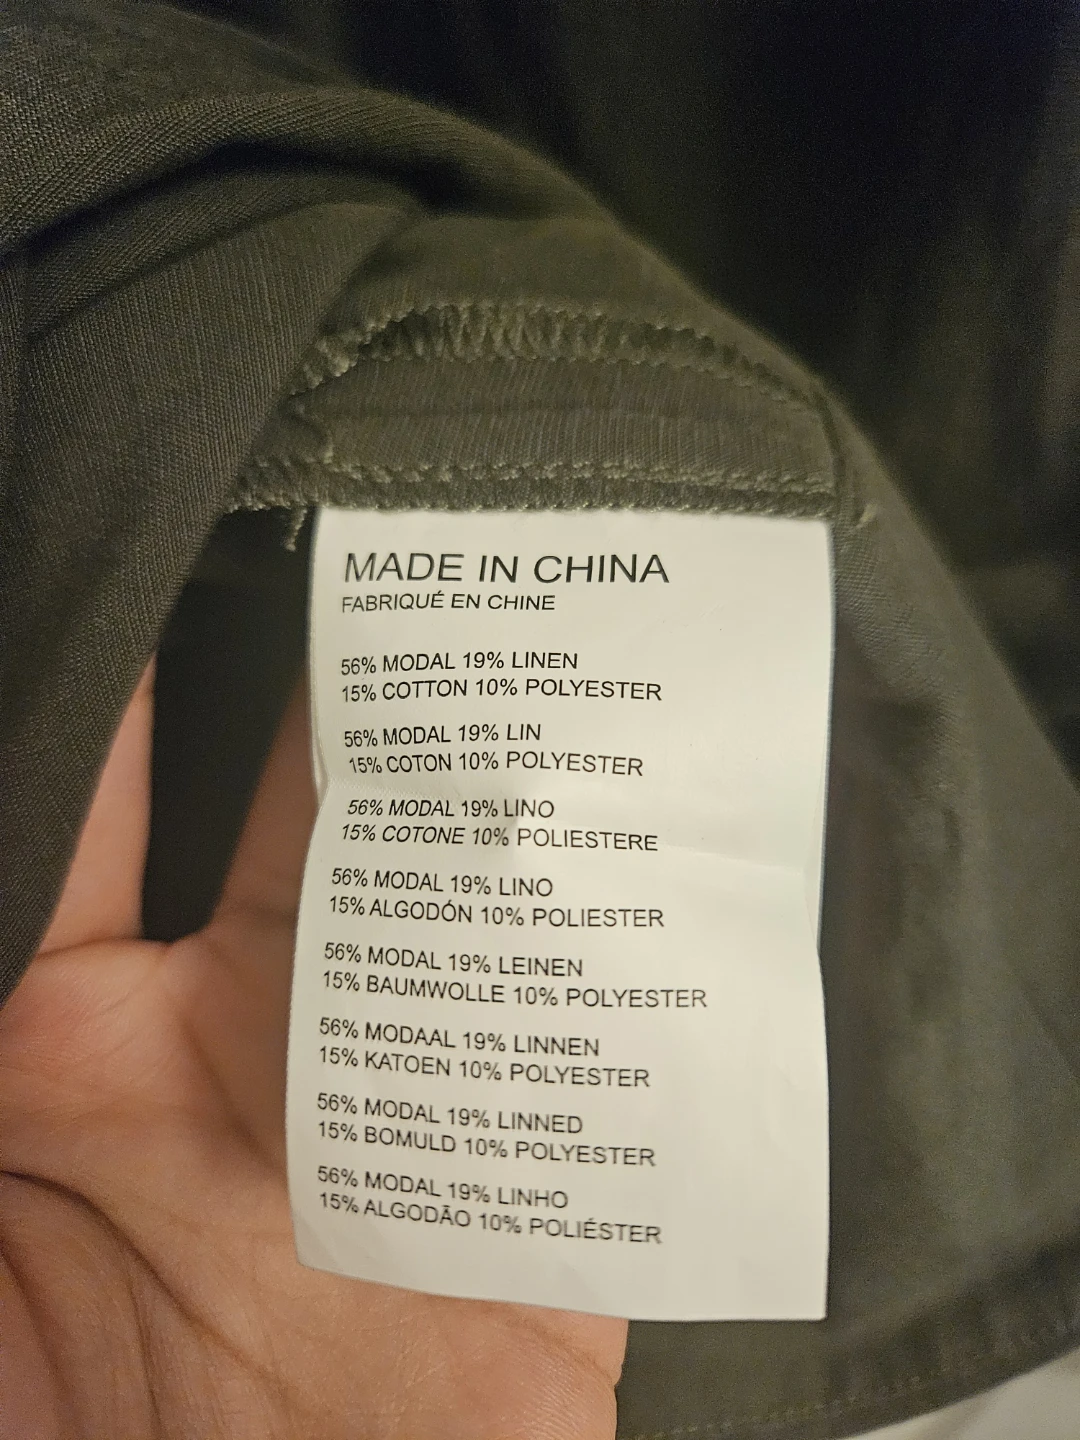 MADE IN CHINA
FABRIQUÉ EN CHINE
56% MODAL 19% LINEN
15% COTTON 10% POLYESTER
56% MODAL 19% LIN
15% COTON 10% POLYESTER
56% MODAL 19% LINO
15% COTONE 10% POLIESTERE
56% MODAL 19% LINO
15% ALGODÓN 10% POLIESTER
56% MODAL 19% LEINEN
15% BAUMWOLLE 10% POLYESTER
56% MODAAL 19% LINNEN
15% KATOEN 10% POLYESTER
56% MODAL 19% LINNED
15% BOMULD 10% POLYESTER
56% MODAL 19% LINHO
15% ALGODÃO 10% POLIÉSTER